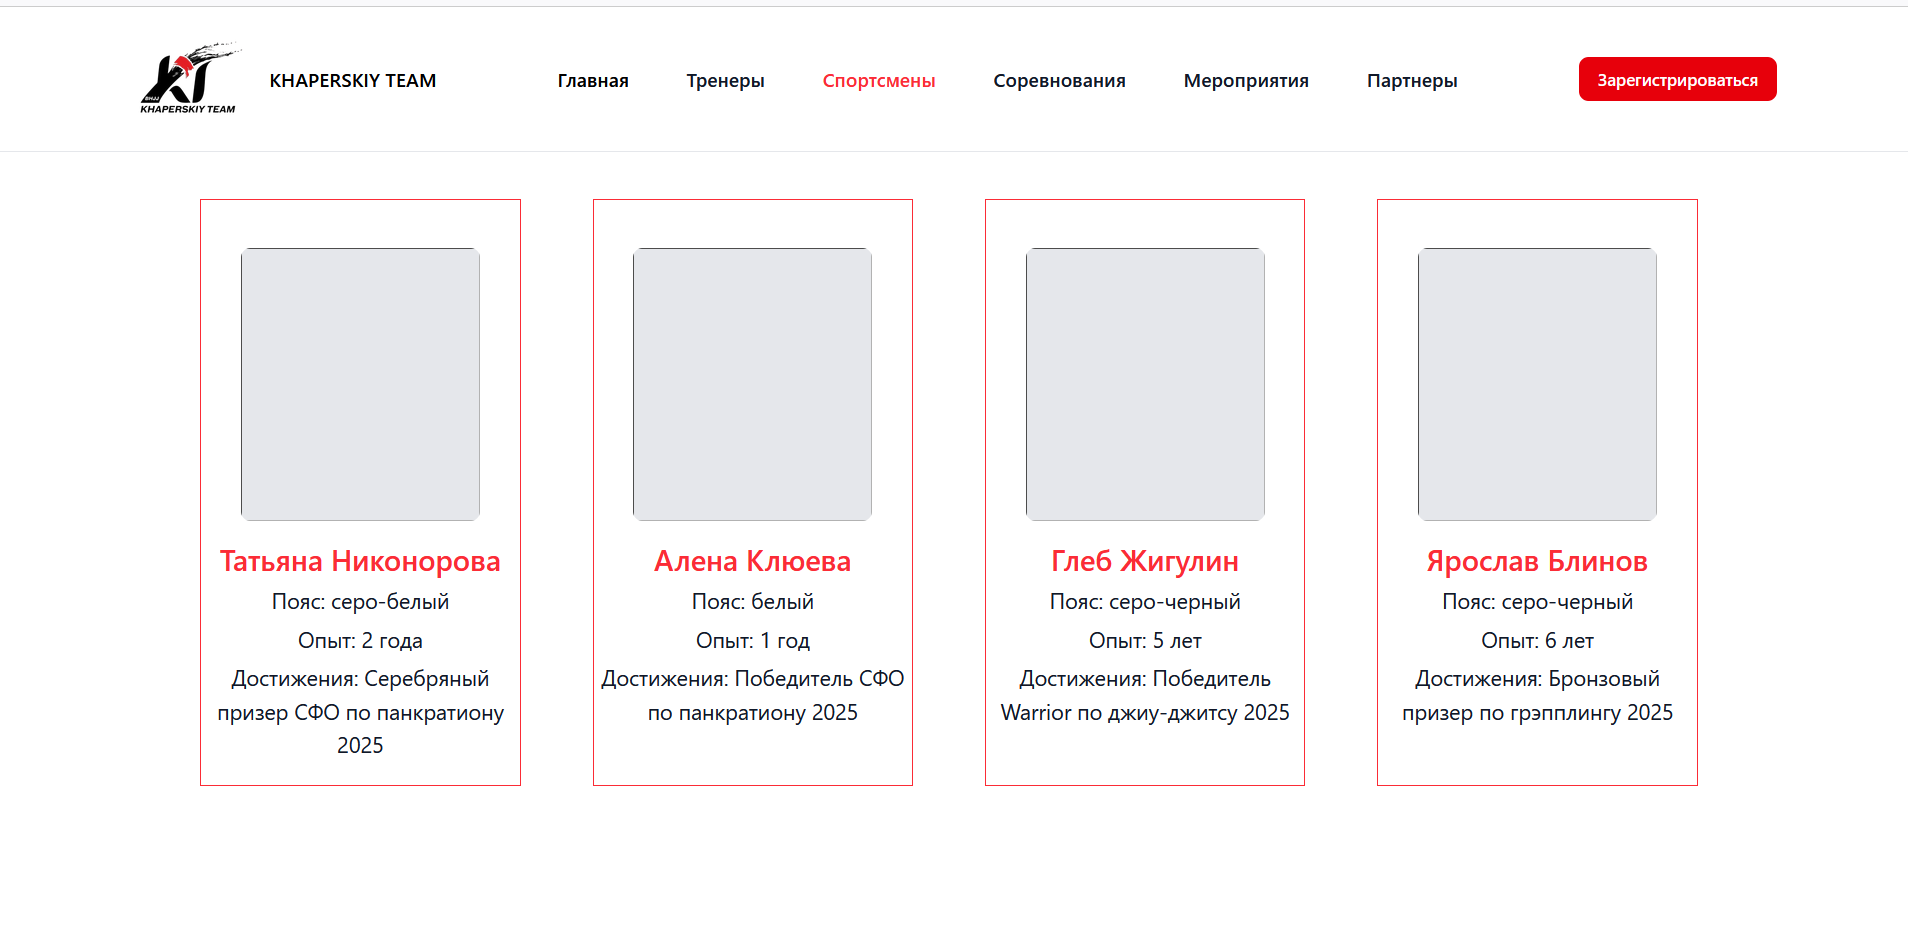 BHJJ
KHAPERSKIY TEAM
KHAPERSKIY TEAM
Главная
Тренеры
Спортсмены
Соревнования
Мероприятия
Партнеры
Зарегистрироваться
Татьяна Никонорова
Пояс: серо-белый
Опыт: 2 года
Достижения: Серебряный
призер СФО по панкратиону
2025
Алена Клюева
Пояс: белый
Опыт: 1 год
Достижения: Победитель СФО
по панкратиону 2025
Глеб Жигулин
Пояс: серо-черный
Опыт: 5 лет
Достижения: Победитель
Warrior по джиу-джитсу 2025
Ярослав Блинов
Пояс: серо-черный
Опыт: 6 лет
Достижения: Бронзовый
призер по грэпплингу 2025